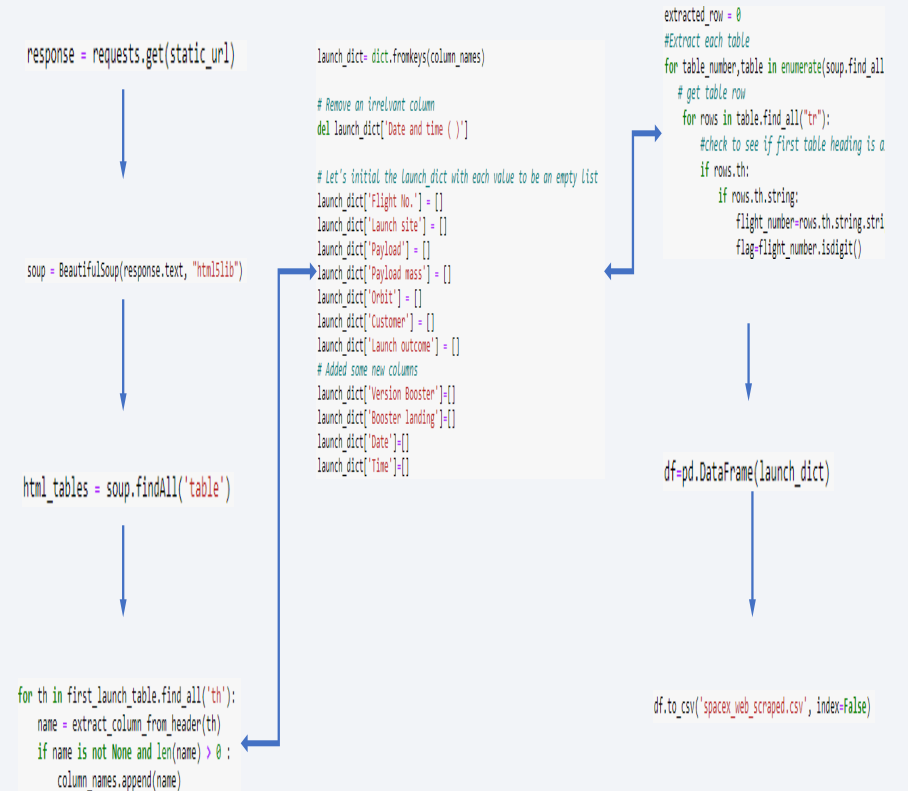 response = requests.get(static_url)
soup = BeautifulSoup(response.text, "html5lib")
html_tables = soup.findAll('table')
for th in first_launch_table.find_all('th'):
name = extract_column_from_header(th)
if name is not None and len(name) > 0 :
column_names.append(name)
launch_dict= dict.fromkeys(column_names)
# Remove an irrelvant column
del launch_dict['Date and time ( )']
# Let's initial the launch_dict with each value to be an empty list
launch_dict['Flight No.'] = []
launch_dict['Launch site'] = []
launch_dict['Payload'] = []
launch_dict['Payload mass'] = []
launch_dict['Orbit'] = []
launch_dict['Customer'] = []
launch_dict['Launch outcome'] = []
# Added some new columns
launch_dict['Version Booster']=[]
launch_dict['Booster landing']=[]
launch_dict['Date']=[]
launch_dict['Time']=[]
extracted_row = 0
#Extract each table
for table_number,table in enumerate(soup.find_all
# get table row
for rows in table.find_all("tr"):
#check to see if first table heading is a
if rows.th:
if rows.th.string:
flight_number=rows.th.string.stri
flag=flight_number.isdigit()
df=pd.DataFrame(launch_dict)
df.to_csv('spacex_web_scraped.csv', index=False)